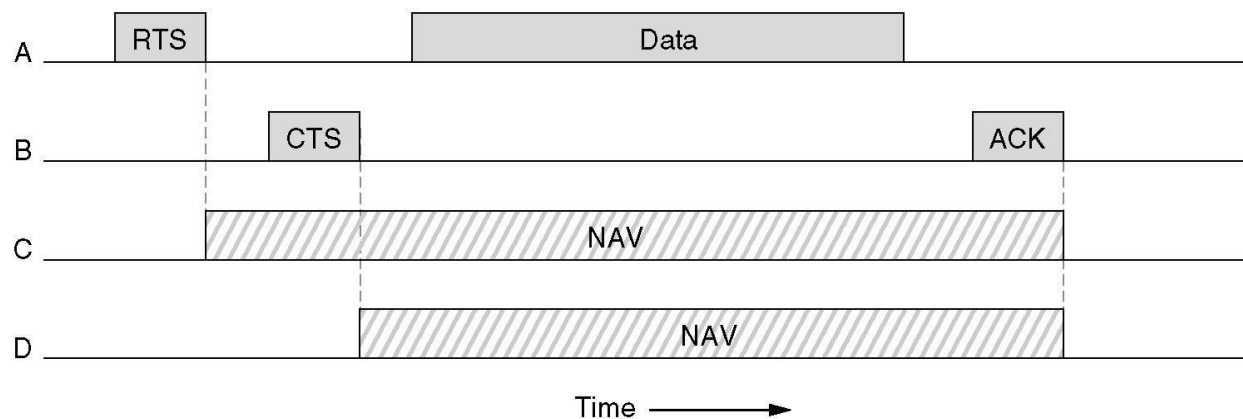 A RTS Data
B CTS ACK
C NAV
D NAV
Time